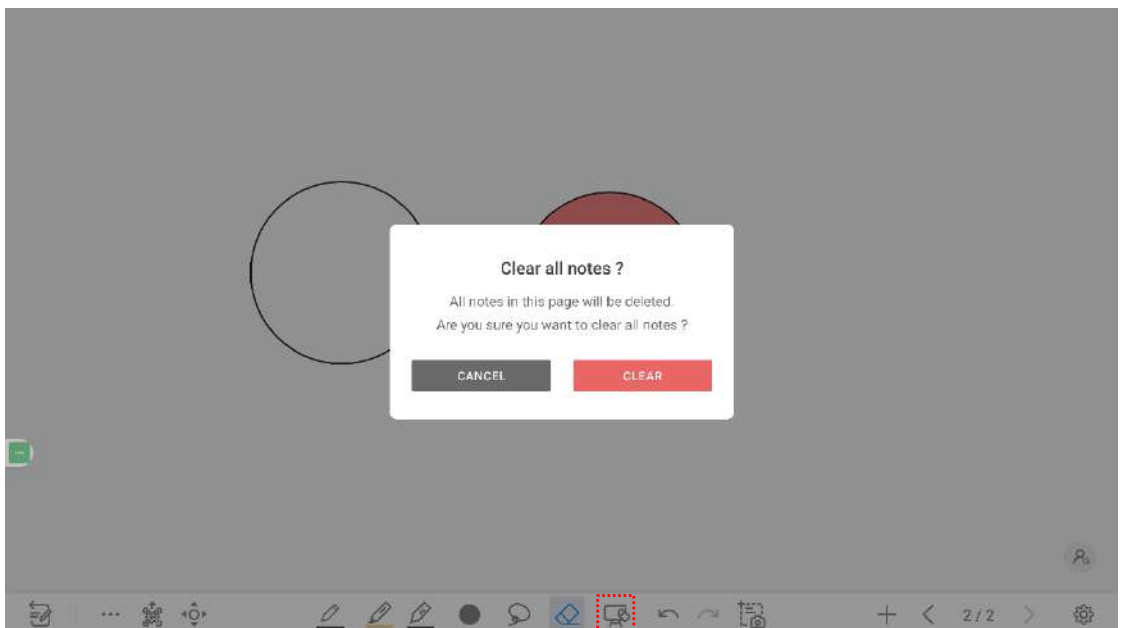 Clear all notes ?
All notes in this page will be deleted.
Are you sure you want to clear all notes ?
CANCEL
CLEAR
2/2